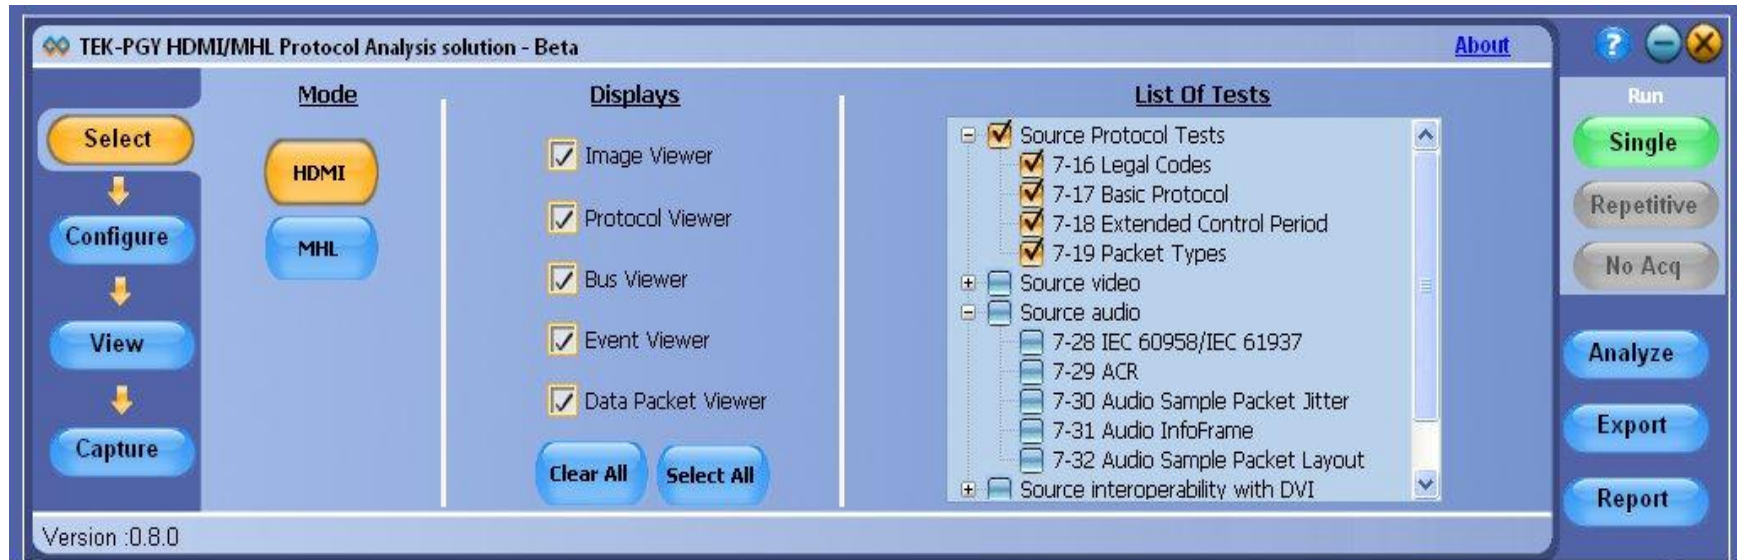 TEK-PGY HDMI/MHL Protocol Analysis solution - Beta
About
?
Select
Configure
View
Capture
Mode
HDMI
MHL
Displays
Image Viewer
Protocol Viewer
Bus Viewer
Event Viewer
Data Packet Viewer
Clear All
Select All
List Of Tests
Source Protocol Tests
7-16 Legal Codes
7-17 Basic Protocol
7-18 Extended Control Period
7-19 Packet Types
Source video
Source audio
7-28 IEC 60958/IEC 61937
7-29 ACR
7-30 Audio Sample Packet Jitter
7-31 Audio InfoFrame
7-32 Audio Sample Packet Layout
Source interoperability with DVI
Run
Single
Repetitive
No Acq
Analyze
Export
Report
Version :0.8.0